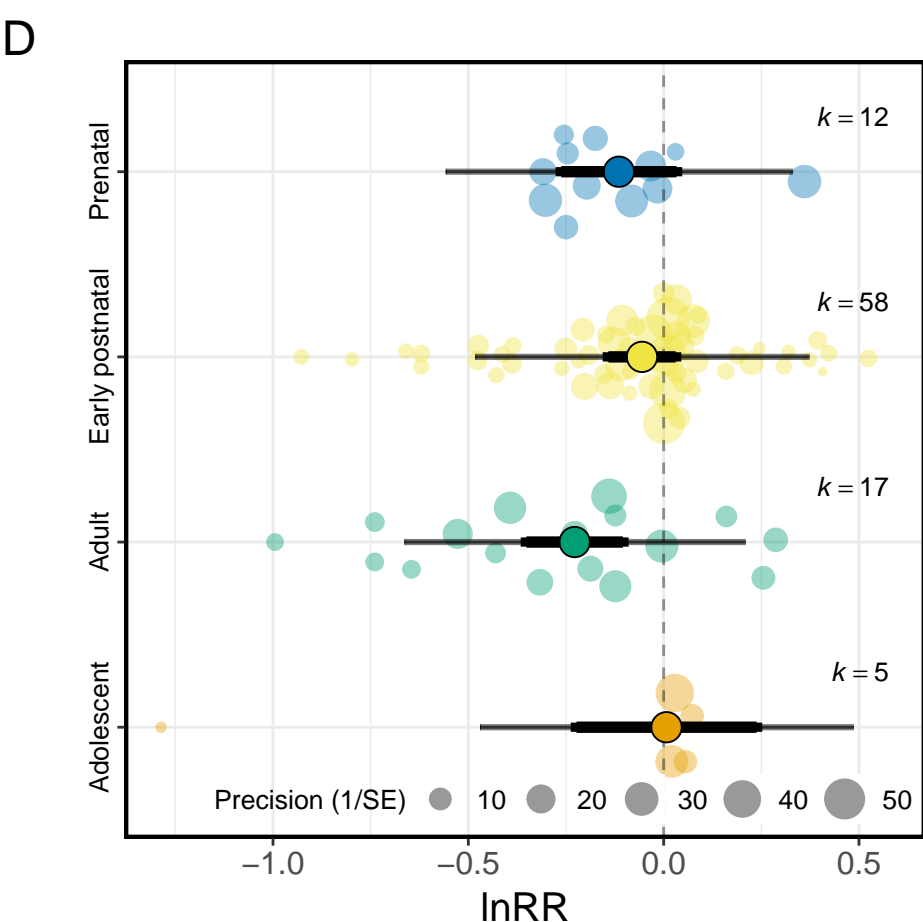 D
Prenatal
k = 12
Early postnatal
k = 58
Adult
k = 17
Adolescent
k = 5
Precision (1/SE) 10 20 30 40 50
−1.0 −0.5 0.0 0.5
lnRR